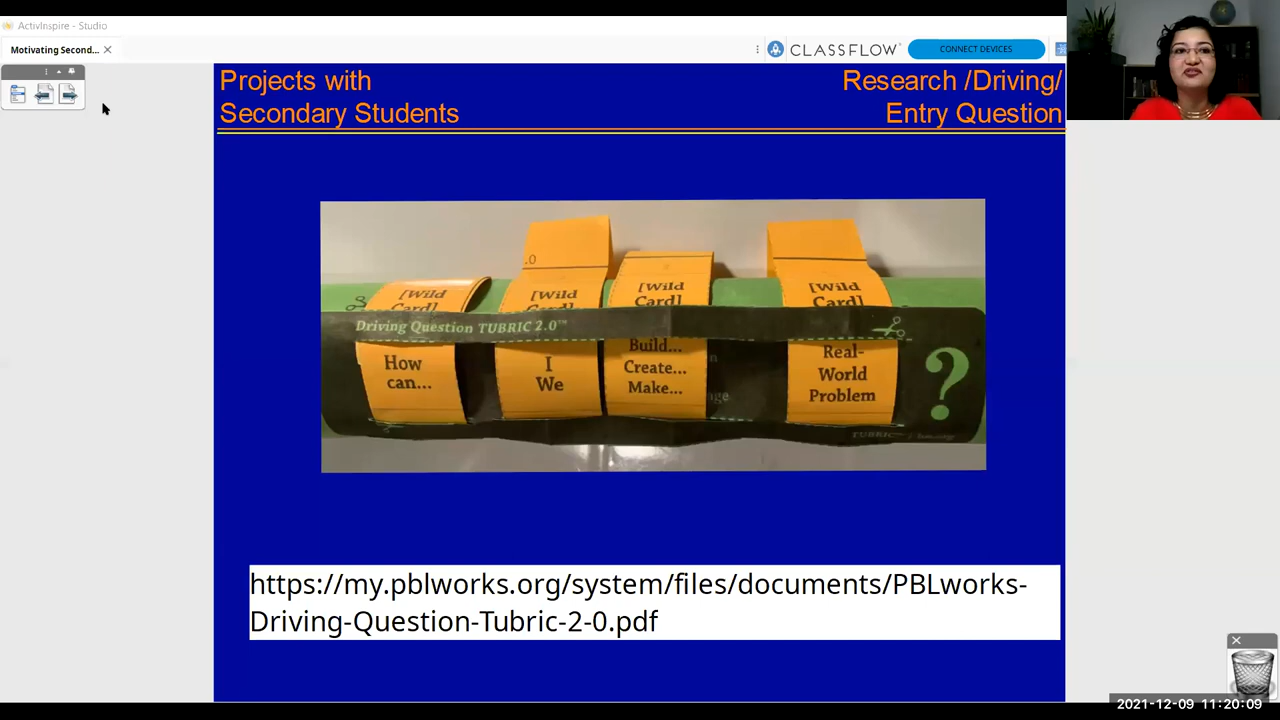 ActivInspire - Studio
Motivating Second...
CLASSFLOW
CONNECT DEVICES
Projects with
Secondary Students
Research /Driving/
Entry Question
.0
[Wild
Card]
[Wild
Card]
[Wild
Card]
[Wild
Card]
Driving Question TUBRIC 2.0™
How
can...
I
We
Build...
Create...
Make...
Real-
World
Problem
?
TUBRIC™
https://my.pblworks.org/system/files/documents/PBLworks-
Driving-Question-Tubric-2-0.pdf
2021-12-09 11:20:09